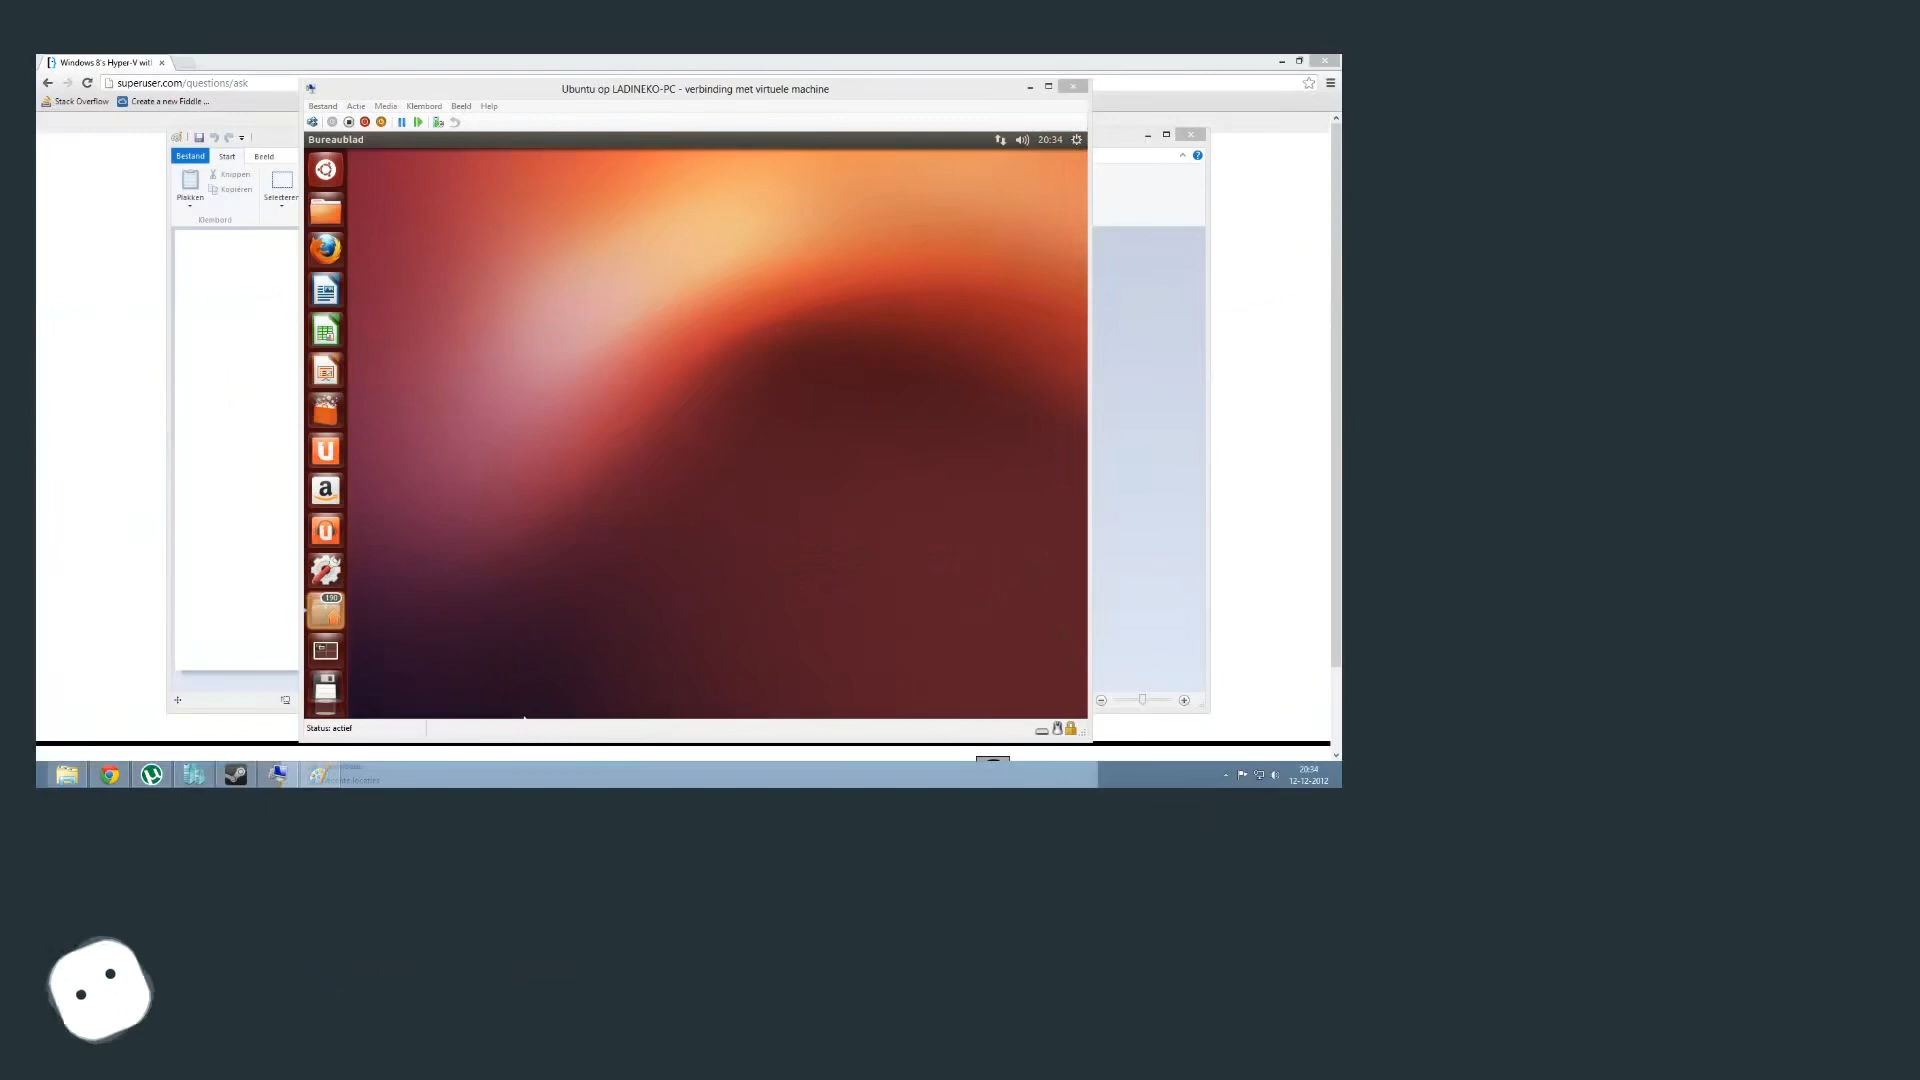 Windows 8's Hyper-V witl
superuser.com/questions/ask
Stack Overflow
Create a new Fiddle ...
Ubuntu op LADINEKO-PC - verbinding met virtuele machine
Bestand Actie Media Klembord Beeld Help
Bureaublad
20:34
Bestand Start Beeld
Knippen
Kopiëren
Plakken
Selecteren
Klembord
190
Status: actief
20:34
12-12-2012